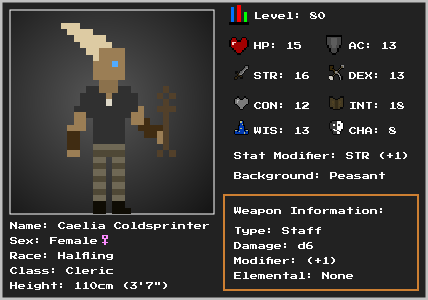 Level: 80
HP: 15 AC: 13
STR: 16 DEX: 13
CON: 12 INT: 18
WIS: 13 CHA: 8
Stat Modifier: STR (+1)
Background: Peasant
Weapon Information:
Type: Staff
Damage: d6
Modifier: (+1)
Elemental: None
Name: Caelia Coldsprinter
Sex: Female ♀
Race: Halfling
Class: Cleric
Height: 110cm (3'7")